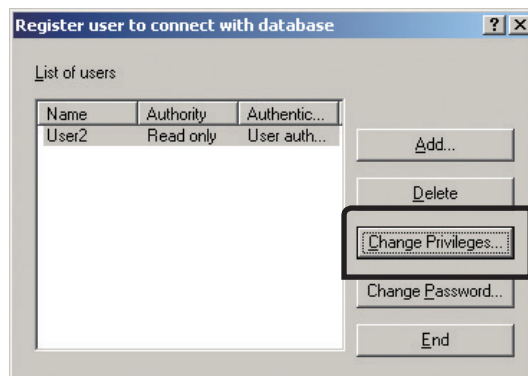 Register user to connect with database
List of users
Name Authority Authentic...
User2 Read only User auth...
Add...
Delete
Change Privileges...
Change Password...
End